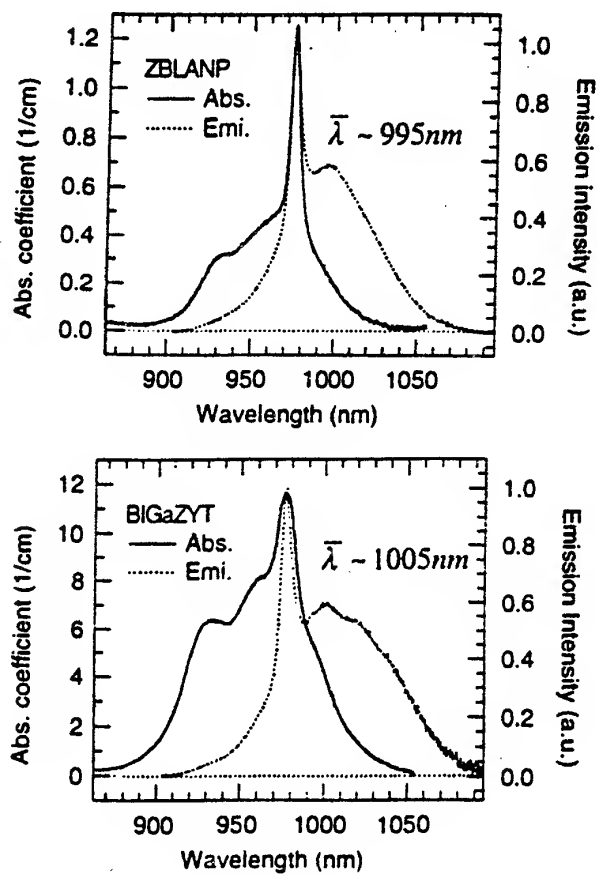 1.2
1.0
0.8
0.6
0.4
0.2
0.0
Abs. coefficient (1/cm)
ZBLANP
Abs.
Emi.
λ̅ ~ 995nm
1.0
0.8
0.6
0.4
0.2
0.0
Emission intensity (a.u.)
900 950 1000 1050
Wavelength (nm)
12
10
8
6
4
2
0
Abs. coefficient (1/cm)
BIGaZYT
Abs.
Emi.
λ̅ ~ 1005nm
1.0
0.8
0.6
0.4
0.2
0.0
Emission Intensity (a.u.)
900 950 1000 1050
Wavelength (nm)